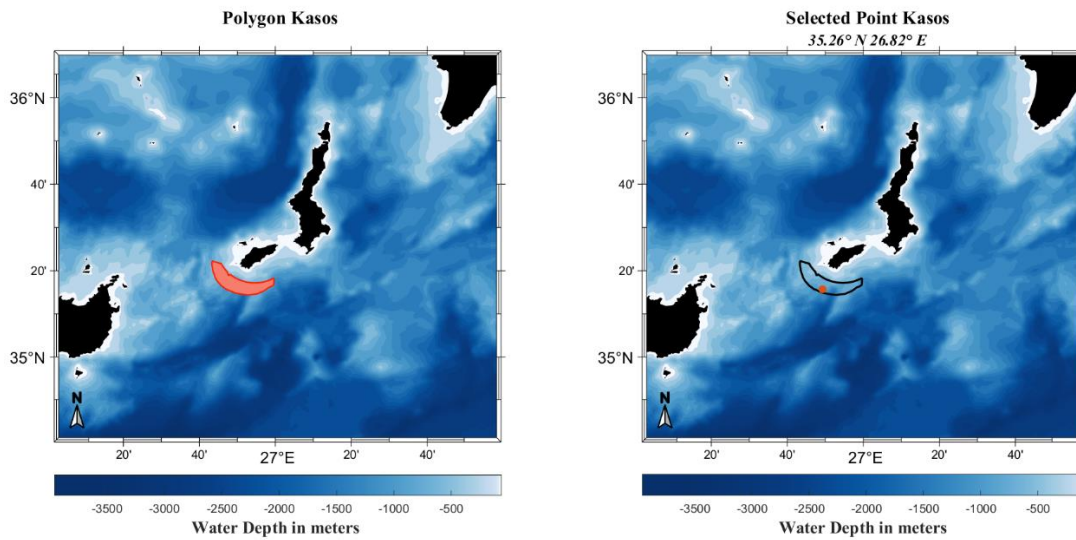 Polygon Kasos
36°N
40'
20'
35°N
N
20'
40'
27°E
20'
40'
-3500
-3000
-2500
-2000
-1500
-1000
-500
Water Depth in meters
Selected Point Kasos
35.26° N 26.82° E
36°N
40'
20'
35°N
N
20'
40'
27°E
20'
40'
-3500
-3000
-2500
-2000
-1500
-1000
-500
Water Depth in meters